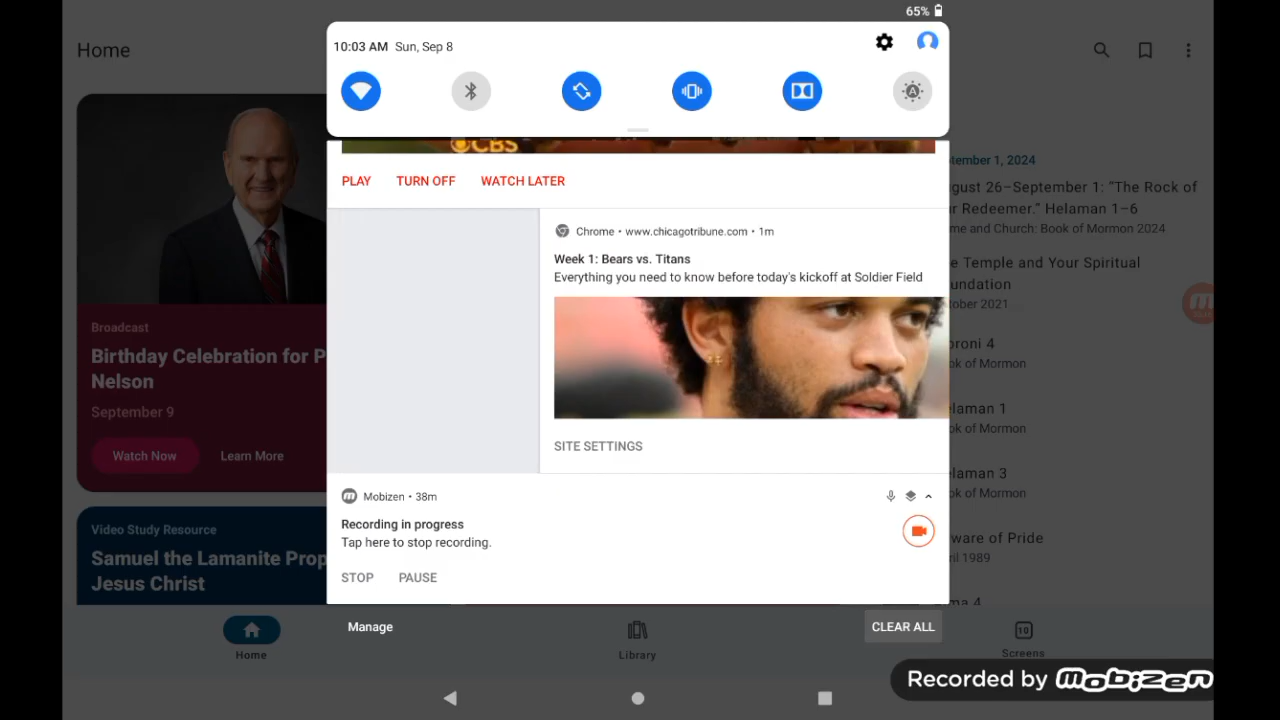 65%
10:03 AM Sun, Sep 8
Home
CBS
PLAY TURN OFF WATCH LATER
Chrome • www.chicagotribune.com • 1m
Week 1: Bears vs. Titans
Everything you need to know before today's kickoff at Soldier Field
SITE SETTINGS
Mobizen • 38m
Recording in progress
Tap here to stop recording.
STOP PAUSE
Manage
CLEAR ALL
Broadcast
Birthday Celebration for P
Nelson
September 9
Watch Now Learn More
Video Study Resource
Samuel the Lamanite Prop
Jesus Christ
tember 1, 2024
gust 26–September 1: “The Rock of
r Redeemer.” Helaman 1–6
me and Church: Book of Mormon 2024
e Temple and Your Spiritual
undation
tober 2021
roni 4
ok of Mormon
laman 1
ok of Mormon
laman 3
ok of Mormon
ware of Pride
ril 1989
Home
Library
10
Screens
Recorded by mobizen